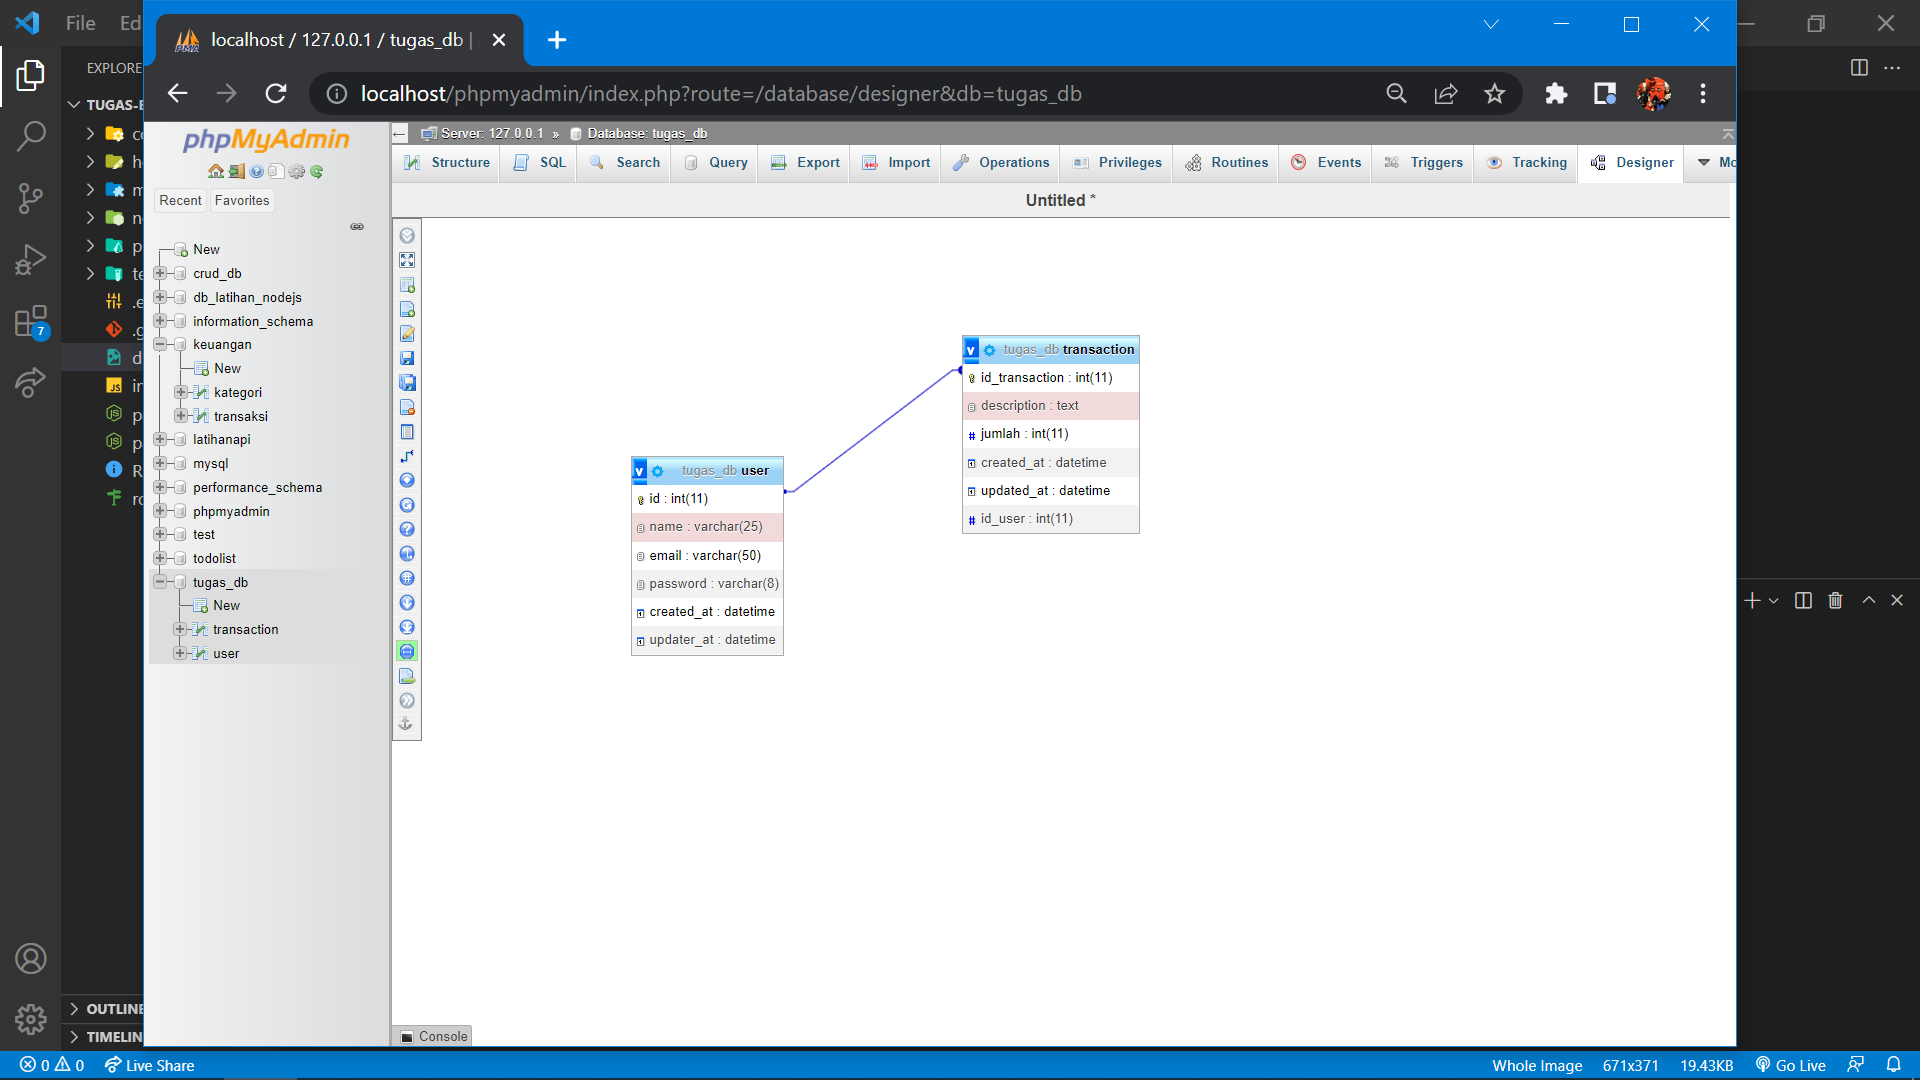 File Ed
localhost / 127.0.0.1 / tugas_db |
localhost/phpmyadmin/index.php?route=/database/designer&db=tugas_db
EXPLORE
TUGAS-
7
OUTLINE
TIMELIN
phpMyAdmin
Recent Favorites
New
crud_db
db_latihan_nodejs
information_schema
keuangan
New
kategori
transaksi
latihanapi
mysql
performance_schema
phpmyadmin
test
todolist
tugas_db
New
transaction
user
Server: 127.0.0.1 » Database: tugas_db
Structure SQL Search Query Export Import Operations Privileges Routines Events Triggers Tracking Designer Mo
Untitled *
v tugas_db transaction
id_transaction : int(11)
description : text
# jumlah : int(11)
created_at : datetime
updated_at : datetime
# id_user : int(11)
v tugas_db user
id : int(11)
name : varchar(25)
email : varchar(50)
password : varchar(8)
created_at : datetime
updater_at : datetime
Console
0 0 Live Share Whole Image 671x371 19.43KB Go Live